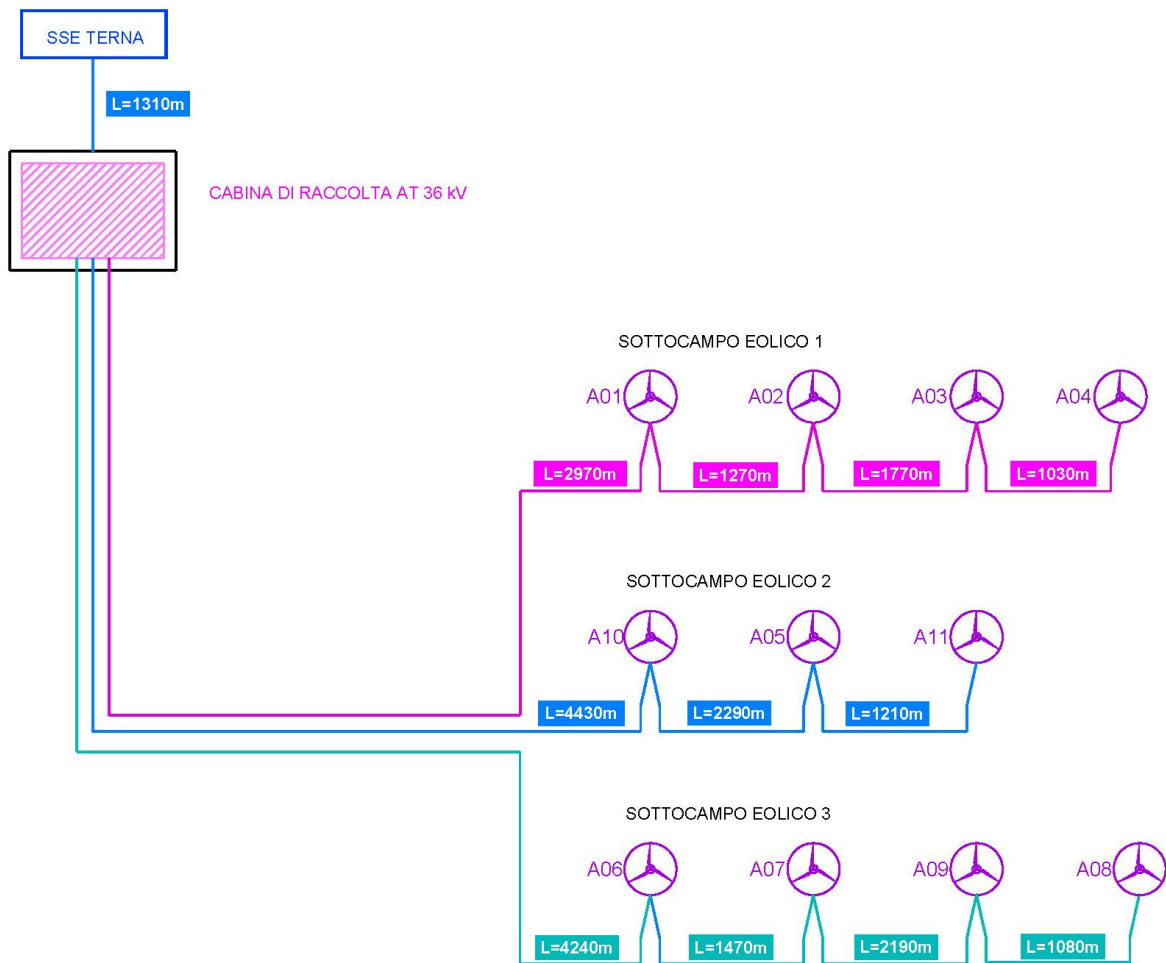 SSE TERNA
L=1310m
CABINA DI RACCOLTA AT 36 kV
SOTTOCAMPO EOLICO 1
A01
A02
A03
A04
L=2970m
L=1270m
L=1770m
L=1030m
SOTTOCAMPO EOLICO 2
A10
A05
A11
L=4430m
L=2290m
L=1210m
SOTTOCAMPO EOLICO 3
A06
A07
A09
A08
L=4240m
L=1470m
L=2190m
L=1080m